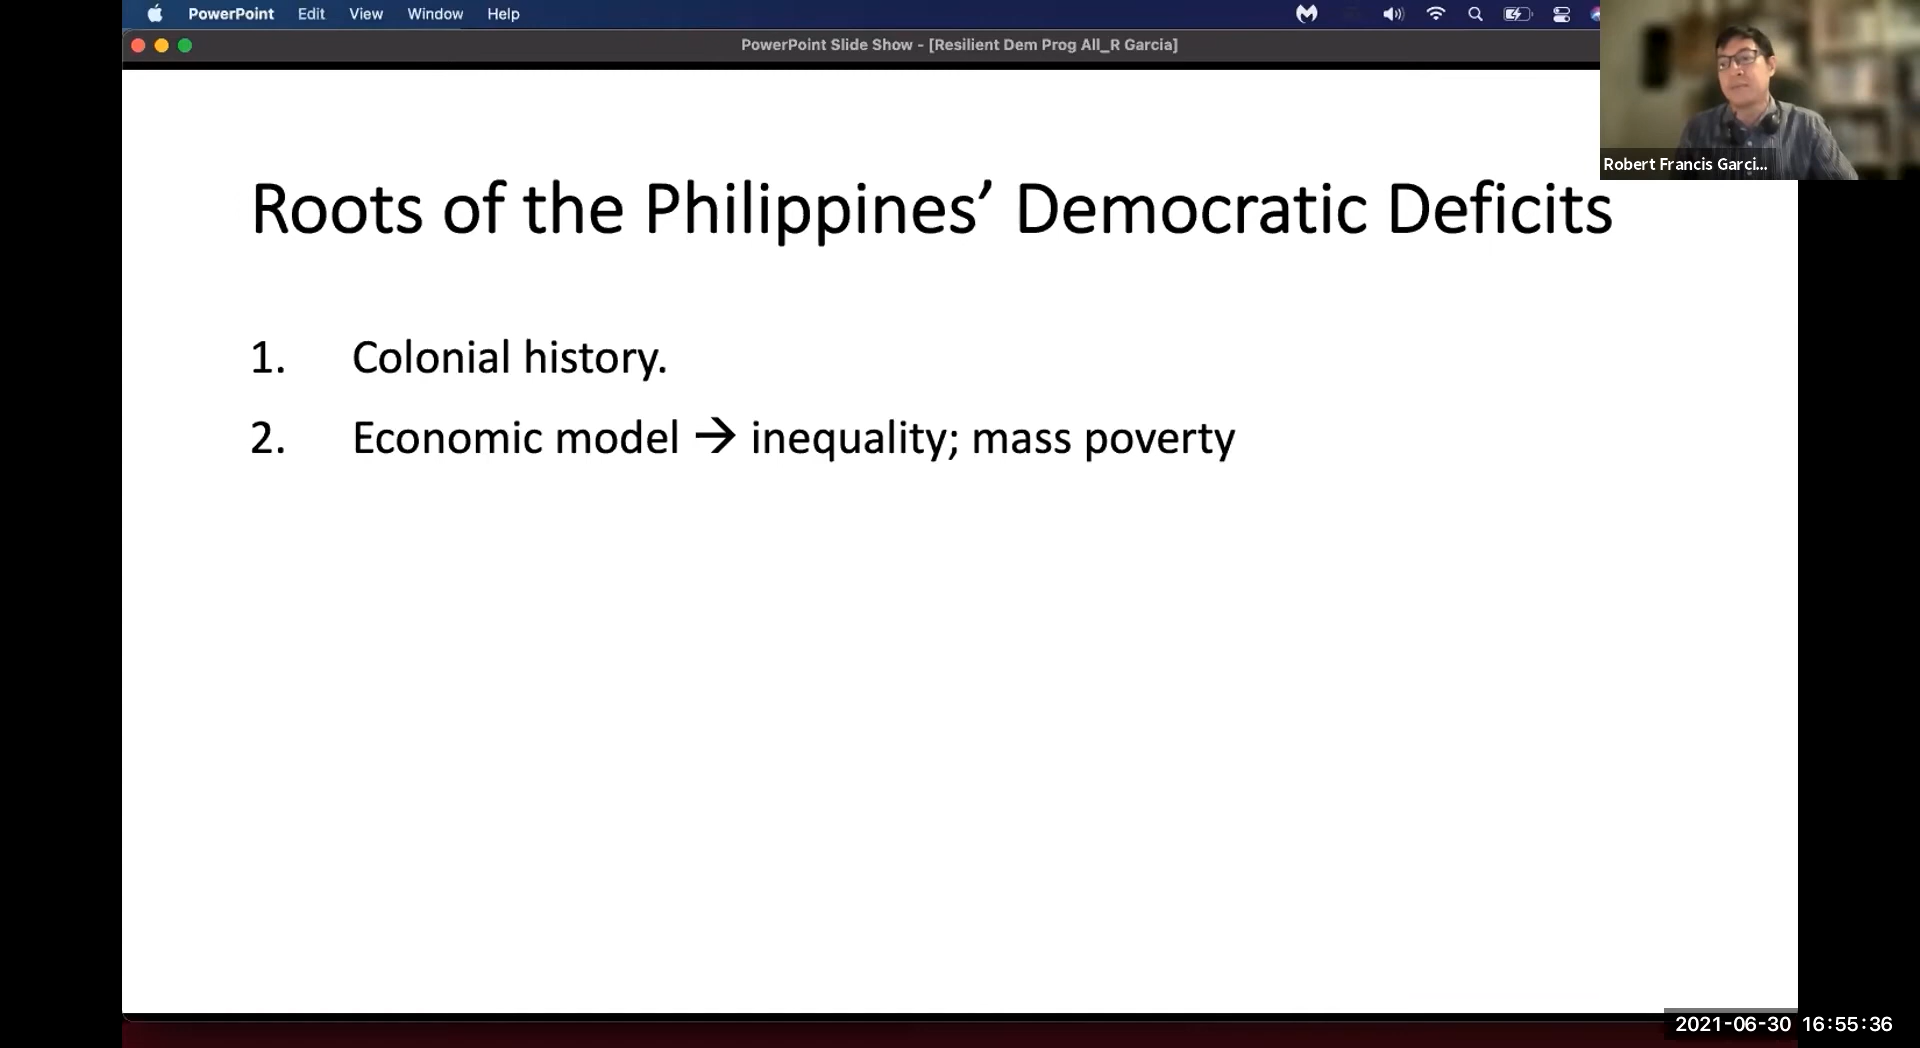 PowerPoint Edit View Window Help
PowerPoint Slide Show - [Resilient Dem Prog All_R Garcia]
Robert Francis Garci...
Roots of the Philippines’ Democratic Deficits
1. Colonial history.
2. Economic model → inequality; mass poverty
2021-06-30 16:55:36